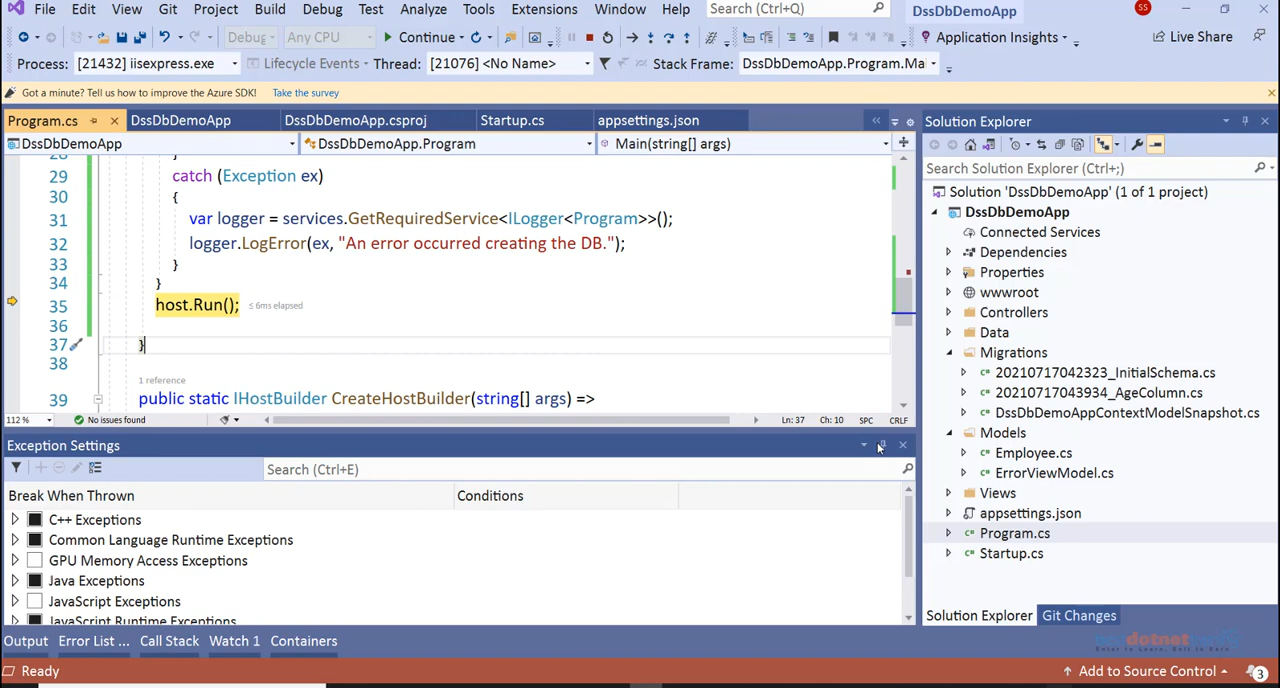 File Edit View Git Project Build Debug Test Analyze Tools Extensions Window Help Search (Ctrl+Q) DssDbDemoApp SS
Debug Any CPU Continue Application Insights Live Share
Process: [21432] iisexpress.exe Lifecycle Events Thread: [21076] <No Name> Stack Frame: DssDbDemoApp.Program.Mai
Got a minute? Tell us how to improve the Azure SDK! Take the survey
Program.cs DssDbDemoApp DssDbDemoApp.csproj Startup.cs appsettings.json
DssDbDemoApp DssDbDemoApp.Program Main(string[] args)
28 }
29 catch (Exception ex)
30 {
31 var logger = services.GetRequiredService<ILogger<Program>>();
32 logger.LogError(ex, "An error occurred creating the DB.");
33 }
34 }
35 host.Run(); ≤ 6ms elapsed
36
37 }
38
1 reference
39 public static IHostBuilder CreateHostBuilder(string[] args) =>
112 % No issues found Ln: 37 Ch: 10 SPC CRLF
Exception Settings
Search (Ctrl+E)
Break When Thrown Conditions
C++ Exceptions
Common Language Runtime Exceptions
GPU Memory Access Exceptions
Java Exceptions
JavaScript Exceptions
JavaScript Runtime Exceptions
Output Error List ... Call Stack Watch 1 Containers
Solution Explorer
Search Solution Explorer (Ctrl+;)
Solution 'DssDbDemoApp' (1 of 1 project)
DssDbDemoApp
Connected Services
Dependencies
Properties
wwwroot
Controllers
Data
Migrations
20210717042323_InitialSchema.cs
20210717043934_AgeColumn.cs
DssDbDemoAppContextModelSnapshot.cs
Models
Employee.cs
ErrorViewModel.cs
Views
appsettings.json
Program.cs
Startup.cs
Solution Explorer Git Changes
Ready Add to Source Control 3